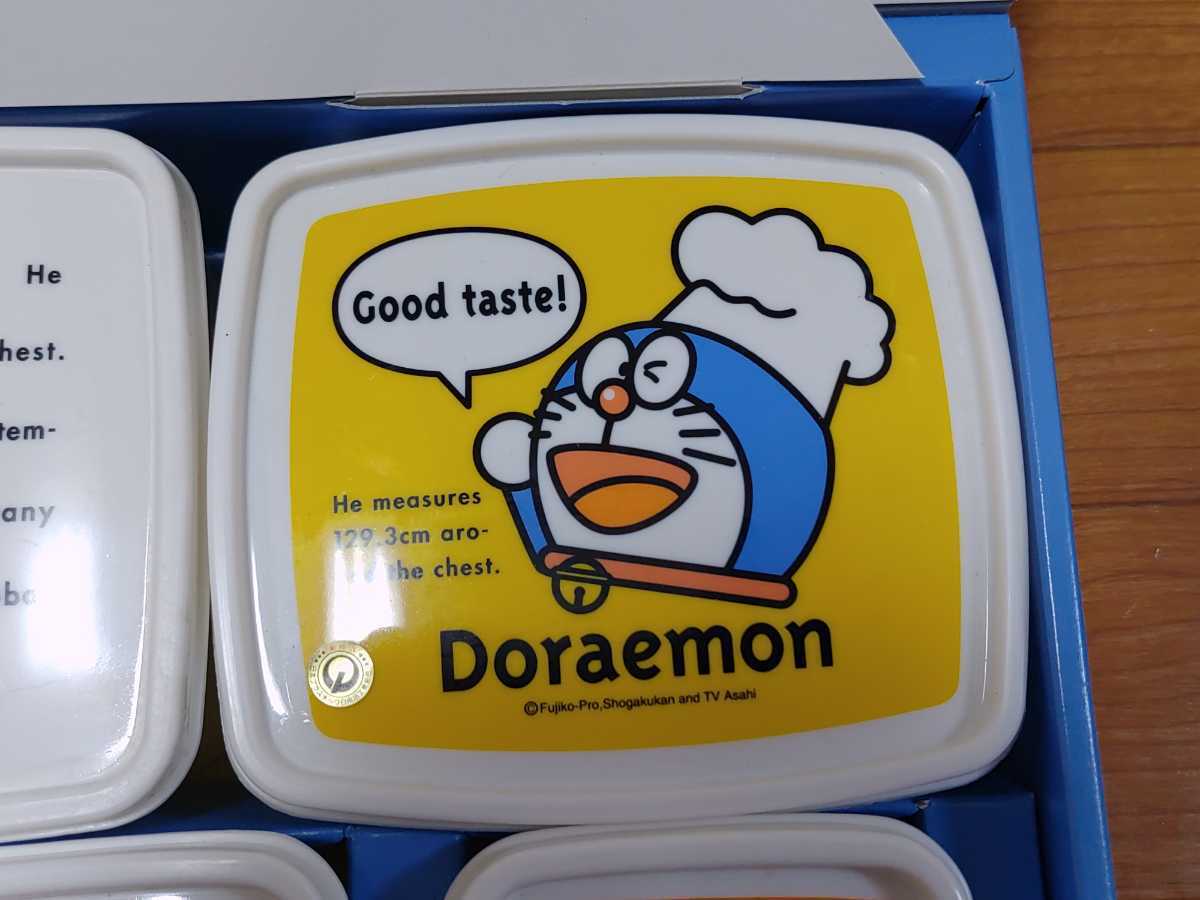 He
hest.
tem-
any
Good taste!
He measures
129.3cm aro-
the chest.
Doraemon
©Fujiko-Pro,Shogakukan and TV Asahi